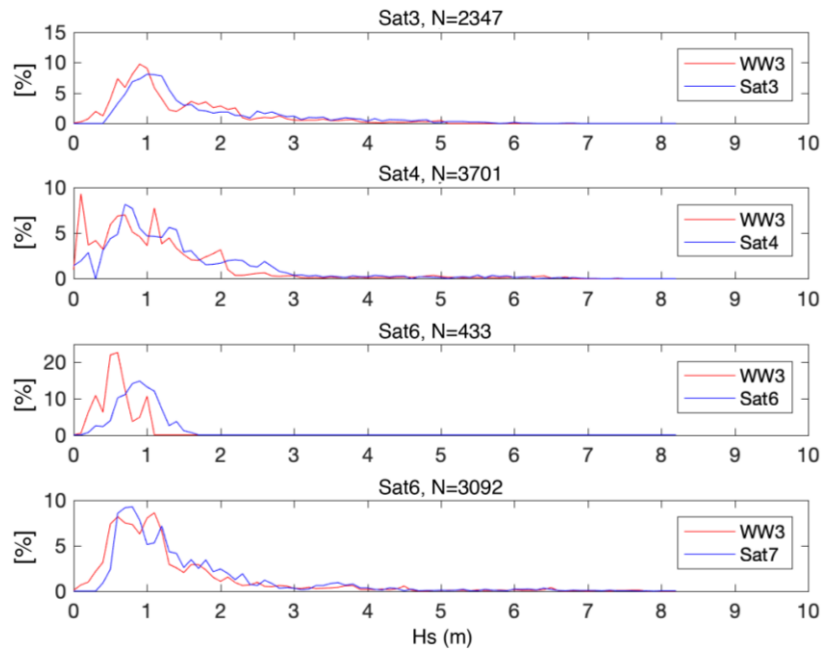 Sat3, N=2347
15
10
5
0
[%]
WW3
Sat3
0 1 2 3 4 5 6 7 8 9 10
Sat4, N=3701
10
5
0
[%]
WW3
Sat4
0 1 2 3 4 5 6 7 8 9 10
Sat6, N=433
20
10
0
[%]
WW3
Sat6
0 1 2 3 4 5 6 7 8 9 10
Sat6, N=3092
10
5
0
[%]
WW3
Sat7
0 1 2 3 4 5 6 7 8 9 10
Hs (m)